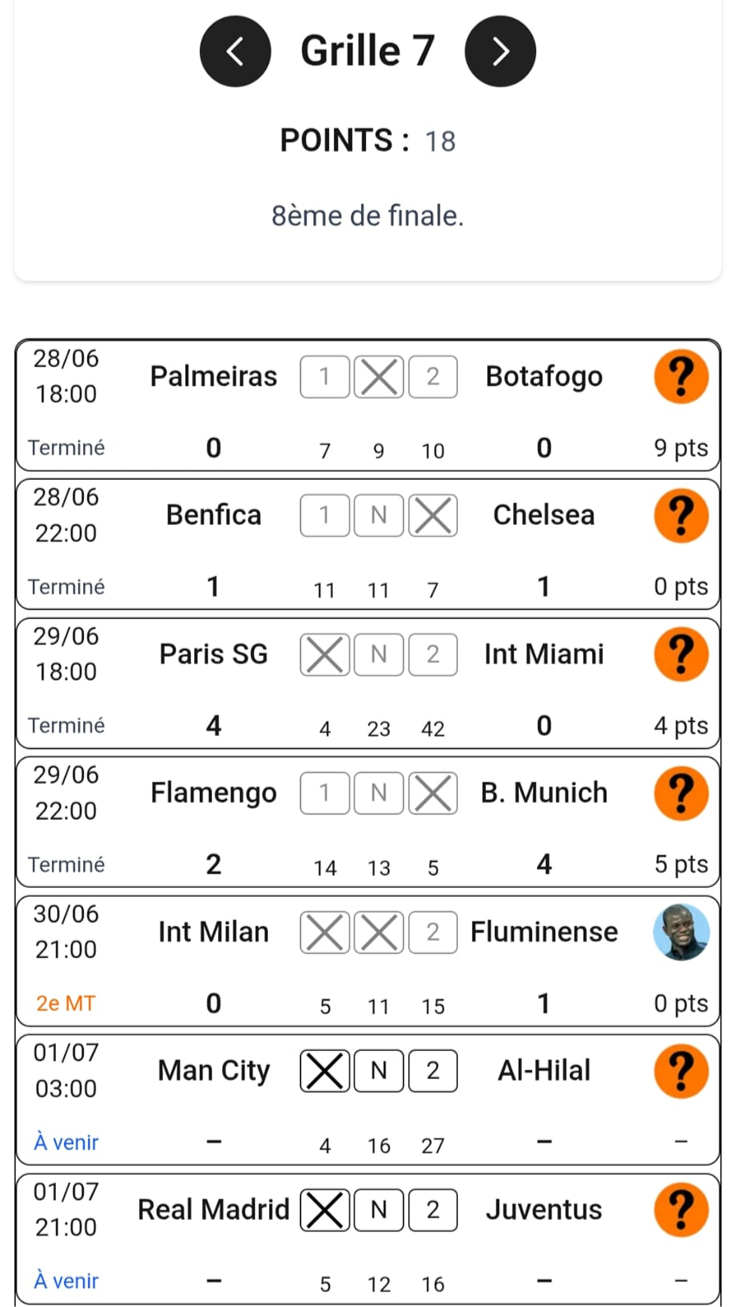 Grille 7
POINTS : 18
8ème de finale.
28/06
18:00
Palmeiras 1 2 Botafogo ?
Terminé 0 7 9 10 0 9 pts
28/06
22:00
Benfica 1 N Chelsea ?
Terminé 1 11 11 7 1 0 pts
29/06
18:00
Paris SG N 2 Int Miami ?
Terminé 4 4 23 42 0 4 pts
29/06
22:00
Flamengo 1 N B. Munich ?
Terminé 2 14 13 5 4 5 pts
30/06
21:00
Int Milan 2 Fluminense
2e MT 0 5 11 15 1 0 pts
01/07
03:00
Man City N 2 Al-Hilal ?
À venir – 4 16 27 – –
01/07
21:00
Real Madrid N 2 Juventus ?
À venir – 5 12 16 – –